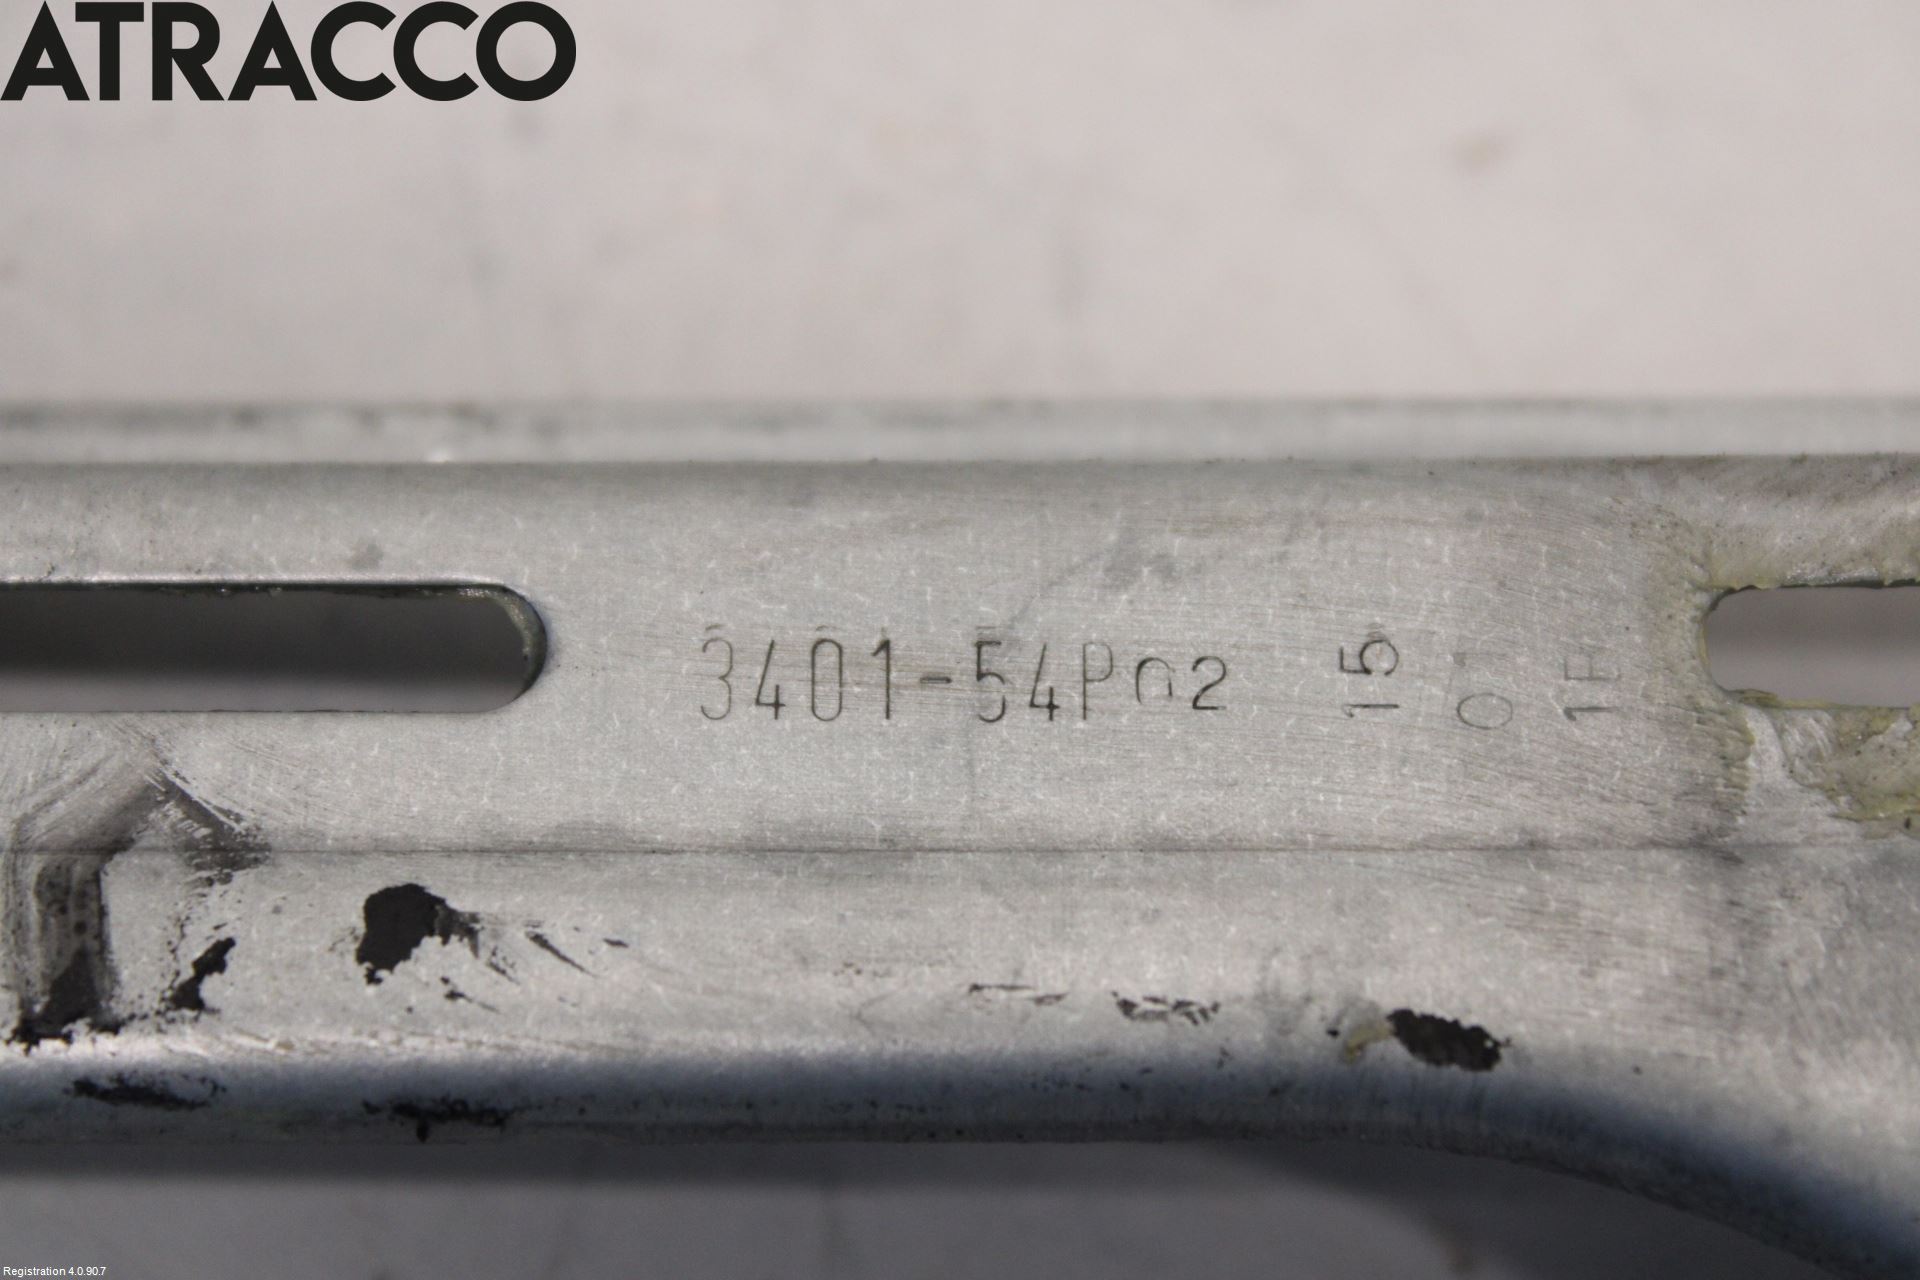 ATRACCO
3401-54P02 15
Registration 4.0.90.7